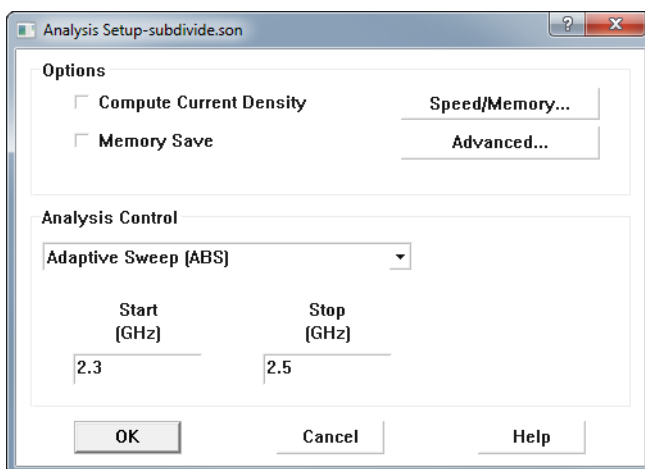 Analysis Setup-subdivide.son
Options
Compute Current Density
Speed/Memory...
Memory Save
Advanced...
Analysis Control
Adaptive Sweep (ABS)
Start
(GHz)
Stop
(GHz)
2.3
2.5
OK
Cancel
Help